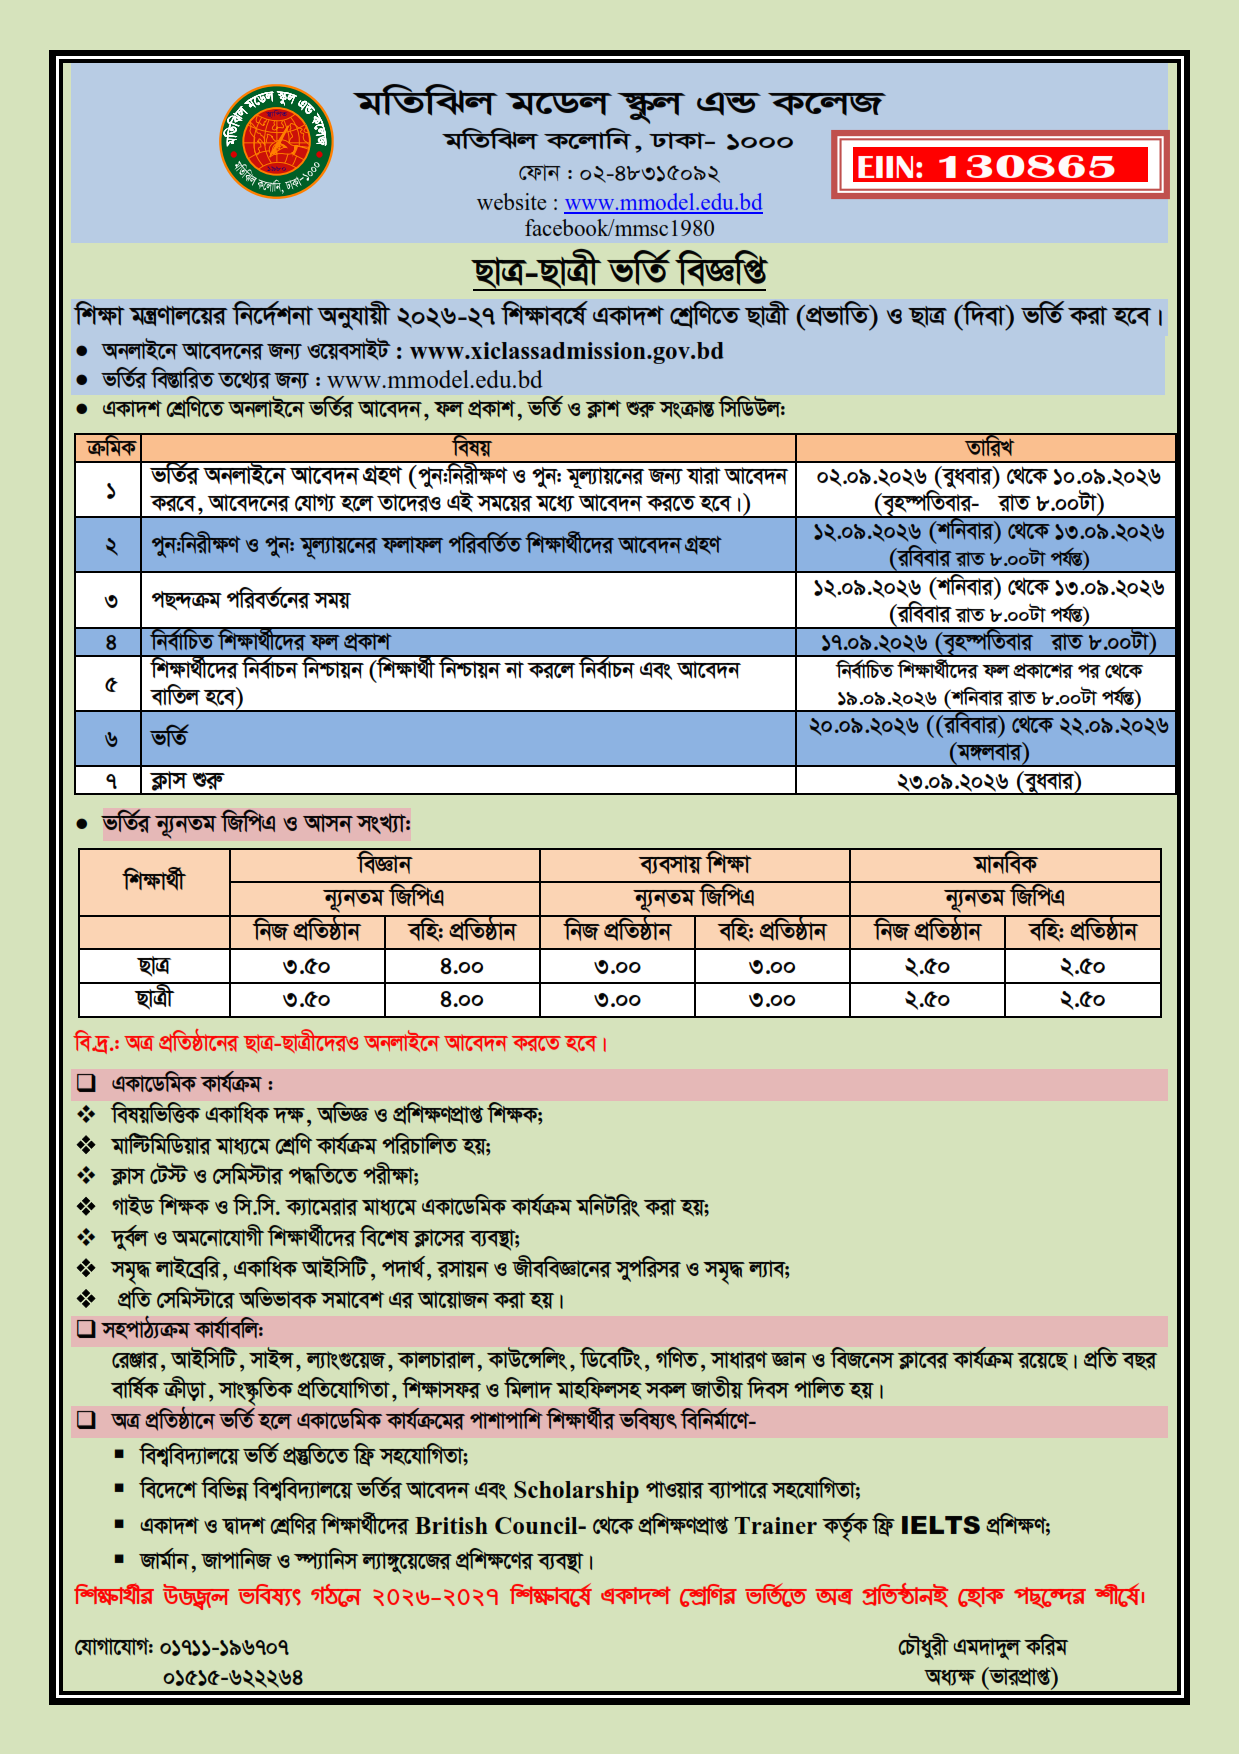 মতিঝিল মডেল স্কুল এন্ড কলেজ
মতিঝিল কলোনি, ঢাকা- ১০০০
ফোন : ০২-৪৮৩১৫০৯২
website : www.mmodel.edu.bd
facebook/mmsc1980
মতিঝিল মডেল স্কুল এন্ড কলেজ
মতিঝিল কলোনি, ঢাকা-১০০০
EIIN: 130865
ছাত্র-ছাত্রী ভর্তি বিজ্ঞপ্তি
শিক্ষা মন্ত্রণালয়ের নির্দেশনা অনুযায়ী ২০২৬-২৭ শিক্ষাবর্ষে একাদশ শ্রেণিতে ছাত্রী (প্রভাতি) ও ছাত্র (দিবা) ভর্তি করা হবে।
● অনলাইনে আবেদনের জন্য ওয়েবসাইট : www.xiclassadmission.gov.bd
● ভর্তির বিস্তারিত তথ্যের জন্য : www.mmodel.edu.bd
● একাদশ শ্রেণিতে অনলাইনে ভর্তির আবেদন, ফল প্রকাশ, ভর্তি ও ক্লাশ শুরু সংক্রান্ত সিডিউল:
ক্রমিক বিষয় তারিখ
১ ভর্তির অনলাইনে আবেদন গ্রহণ (পুন:নিরীক্ষণ ও পুন: মূল্যায়নের জন্য যারা আবেদন করবে, আবেদনের যোগ্য হলে তাদেরও এই সময়ের মধ্যে আবেদন করতে হবে।) ০২.০৯.২০২৬ (বুধবার) থেকে ১০.০৯.২০২৬ (বৃহস্পতিবার- রাত ৮.০০টা)
২ পুন:নিরীক্ষণ ও পুন: মূল্যায়নের ফলাফল পরিবর্তিত শিক্ষার্থীদের আবেদন গ্রহণ ১২.০৯.২০২৬ (শনিবার) থেকে ১৩.০৯.২০২৬ (রবিবার রাত ৮.০০টা পর্যন্ত)
৩ পছন্দক্রম পরিবর্তনের সময় ১২.০৯.২০২৬ (শনিবার) থেকে ১৩.০৯.২০২৬ (রবিবার রাত ৮.০০টা পর্যন্ত)
৪ নির্বাচিত শিক্ষার্থীদের ফল প্রকাশ ১৭.০৯.২০২৬ (বৃহস্পতিবার রাত ৮.০০টা)
৫ শিক্ষার্থীদের নির্বাচন নিশ্চায়ন (শিক্ষার্থী নিশ্চায়ন না করলে নির্বাচন এবং আবেদন বাতিল হবে) নির্বাচিত শিক্ষার্থীদের ফল প্রকাশের পর থেকে ১৯.০৯.২০২৬ (শনিবার রাত ৮.০০টা পর্যন্ত)
৬ ভর্তি ২০.০৯.২০২৬ ((রবিবার) থেকে ২২.০৯.২০২৬ (মঙ্গলবার)
৭ ক্লাস শুরু ২৩.০৯.২০২৬ (বুধবার)
● ভর্তির ন্যূনতম জিপিএ ও আসন সংখ্যা:
শিক্ষার্থী বিজ্ঞান ব্যবসায় শিক্ষা মানবিক
ন্যূনতম জিপিএ ন্যূনতম জিপিএ ন্যূনতম জিপিএ
নিজ প্রতিষ্ঠান বহি: প্রতিষ্ঠান নিজ প্রতিষ্ঠান বহি: প্রতিষ্ঠান নিজ প্রতিষ্ঠান বহি: প্রতিষ্ঠান
ছাত্র ৩.৫০ ৪.০০ ৩.০০ ৩.০০ ২.৫০ ২.৫০
ছাত্রী ৩.৫০ ৪.০০ ৩.০০ ৩.০০ ২.৫০ ২.৫০
বি.দ্র.: অত্র প্রতিষ্ঠানের ছাত্র-ছাত্রীদেরও অনলাইনে আবেদন করতে হবে।
❑ একাডেমিক কার্যক্রম :
❖ বিষয়ভিত্তিক একাধিক দক্ষ, অভিজ্ঞ ও প্রশিক্ষণপ্রাপ্ত শিক্ষক;
❖ মাল্টিমিডিয়ার মাধ্যমে শ্রেণি কার্যক্রম পরিচালিত হয়;
❖ ক্লাস টেস্ট ও সেমিস্টার পদ্ধতিতে পরীক্ষা;
❖ গাইড শিক্ষক ও সি.সি. ক্যামেরার মাধ্যমে একাডেমিক কার্যক্রম মনিটরিং করা হয়;
❖ দুর্বল ও অমনোযোগী শিক্ষার্থীদের বিশেষ ক্লাসের ব্যবস্থা;
❖ সমৃদ্ধ লাইব্রেরি, একাধিক আইসিটি, পদার্থ, রসায়ন ও জীববিজ্ঞানের সুপরিসর ও সমৃদ্ধ ল্যাব;
❖ প্রতি সেমিস্টারে অভিভাবক সমাবেশ এর আয়োজন করা হয়।
❑ সহপাঠ্যক্রম কার্যাবলি:
রেঞ্জার, আইসিটি, সাইন্স, ল্যাংগুয়েজ, কালচারাল, কাউন্সেলিং, ডিবেটিং, গণিত, সাধারণ জ্ঞান ও বিজনেস ক্লাবের কার্যক্রম রয়েছে। প্রতি বছর
বার্ষিক ক্রীড়া, সাংস্কৃতিক প্রতিযোগিতা, শিক্ষাসফর ও মিলাদ মাহফিলসহ সকল জাতীয় দিবস পালিত হয়।
❑ অত্র প্রতিষ্ঠানে ভর্তি হলে একাডেমিক কার্যক্রমের পাশাপাশি শিক্ষার্থীর ভবিষ্যৎ বিনির্মাণে-
▪ বিশ্ববিদ্যালয়ে ভর্তি প্রস্তুতিতে ফ্রি সহযোগিতা;
▪ বিদেশে বিভিন্ন বিশ্ববিদ্যালয়ে ভর্তির আবেদন এবং Scholarship পাওয়ার ব্যাপারে সহযোগিতা;
▪ একাদশ ও দ্বাদশ শ্রেণির শিক্ষার্থীদের British Council- থেকে প্রশিক্ষণপ্রাপ্ত Trainer কর্তৃক ফ্রি IELTS প্রশিক্ষণ;
▪ জার্মান, জাপানিজ ও স্প্যানিস ল্যাঙ্গুয়েজের প্রশিক্ষণের ব্যবস্থা।
শিক্ষার্থীর উজ্জ্বল ভবিষ্যৎ গঠনে ২০২৬-২০২৭ শিক্ষাবর্ষে একাদশ শ্রেণির ভর্তিতে অত্র প্রতিষ্ঠানই হোক পছন্দের শীর্ষে।
যোগাযোগ: ০১৭১১-১৯৬৭০৭ চৌধুরী এমদাদুল করিম
০১৫১৫-৬২২২৬৪ অধ্যক্ষ (ভারপ্রাপ্ত)